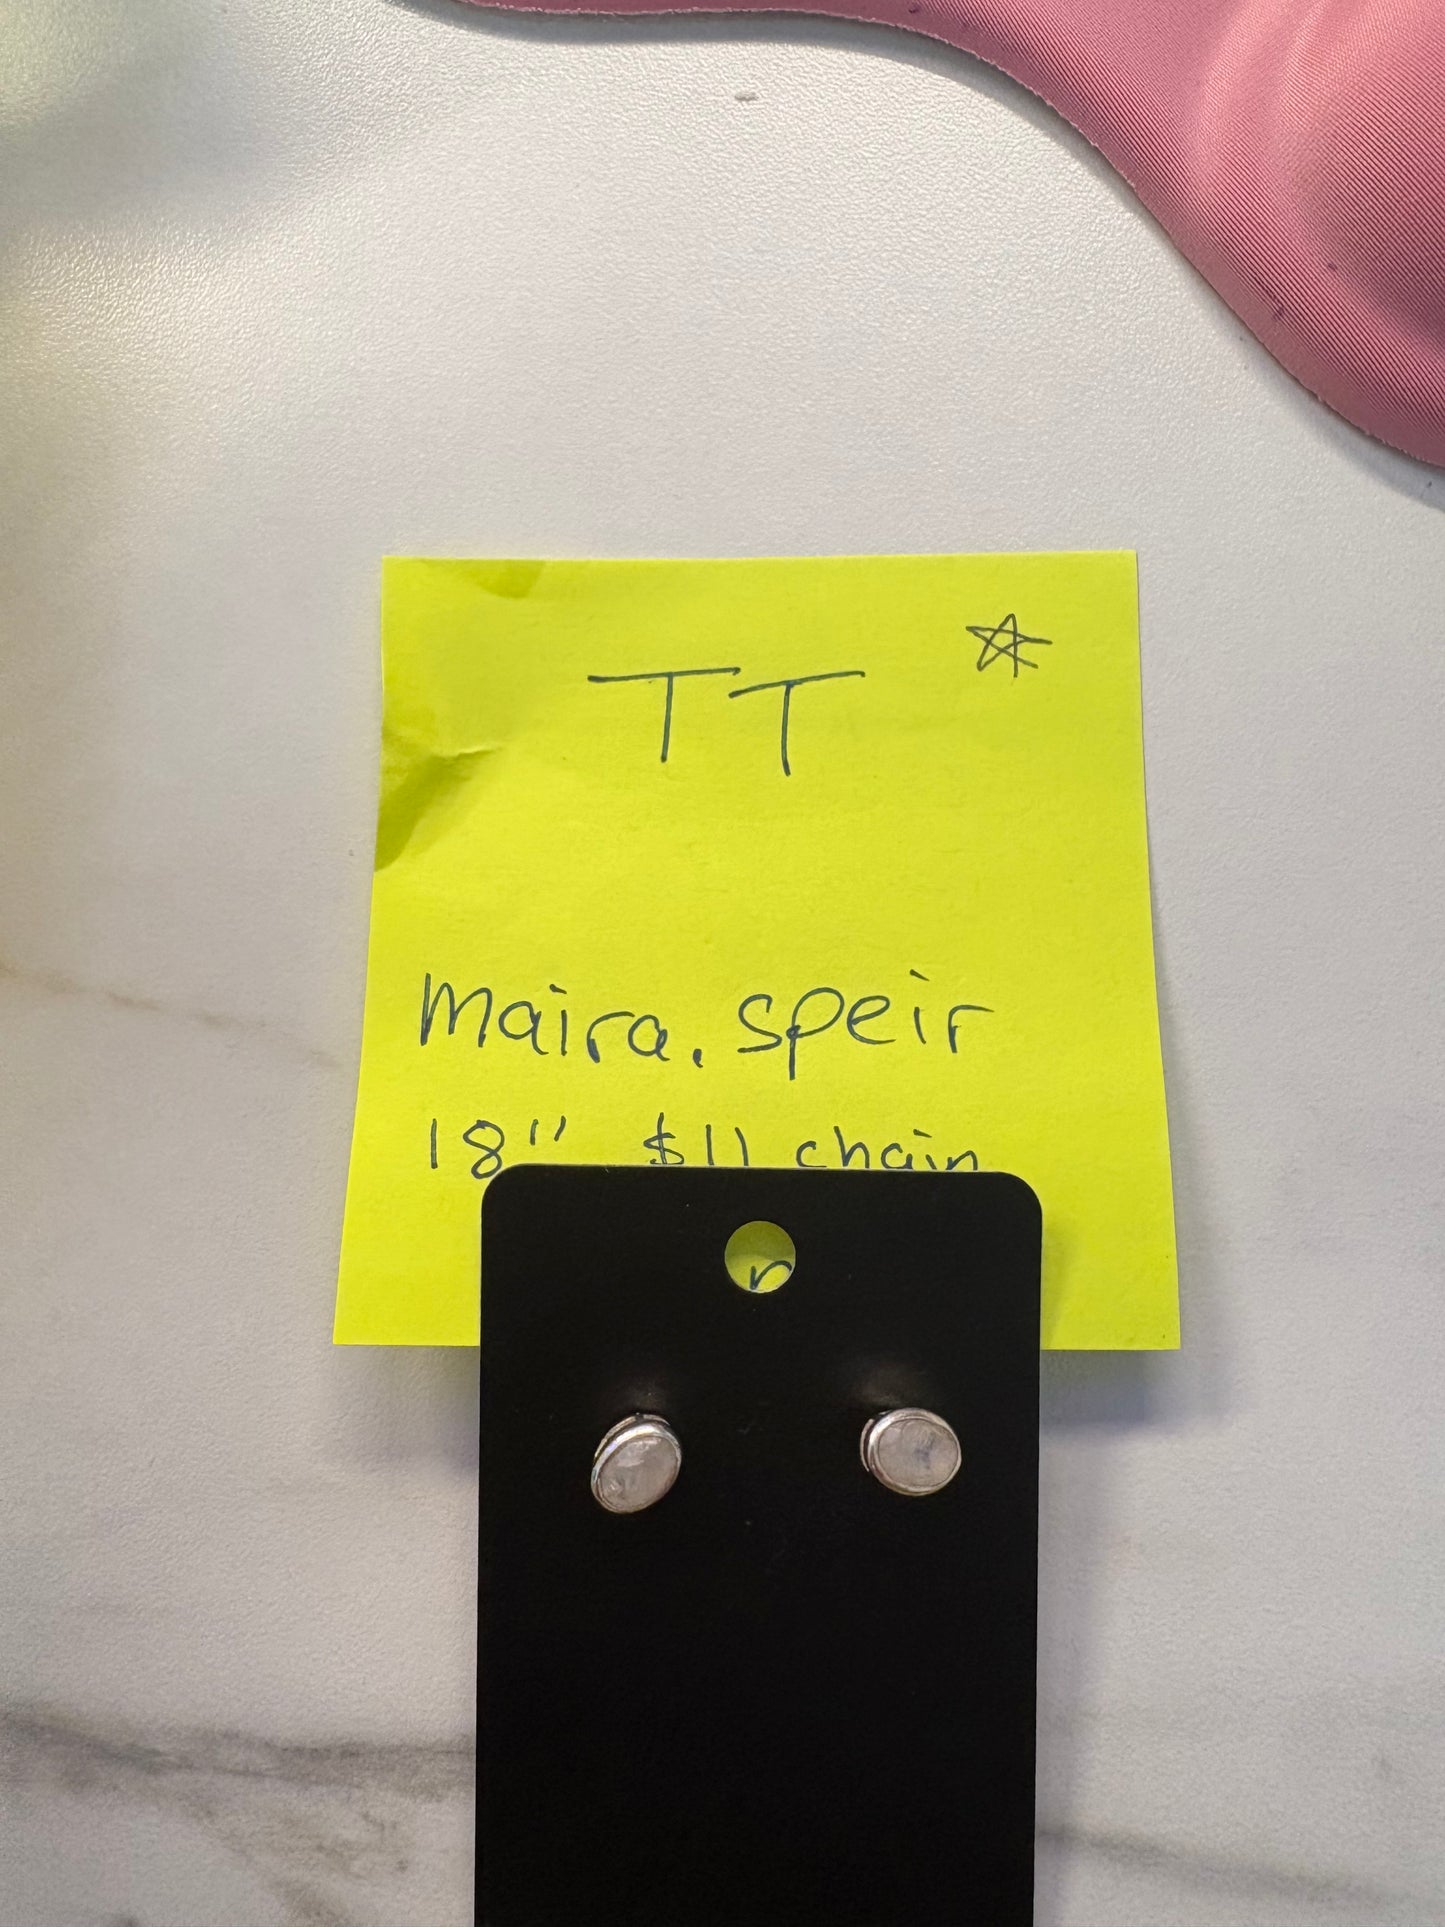 TT
Maira.speir
18" $11 chain